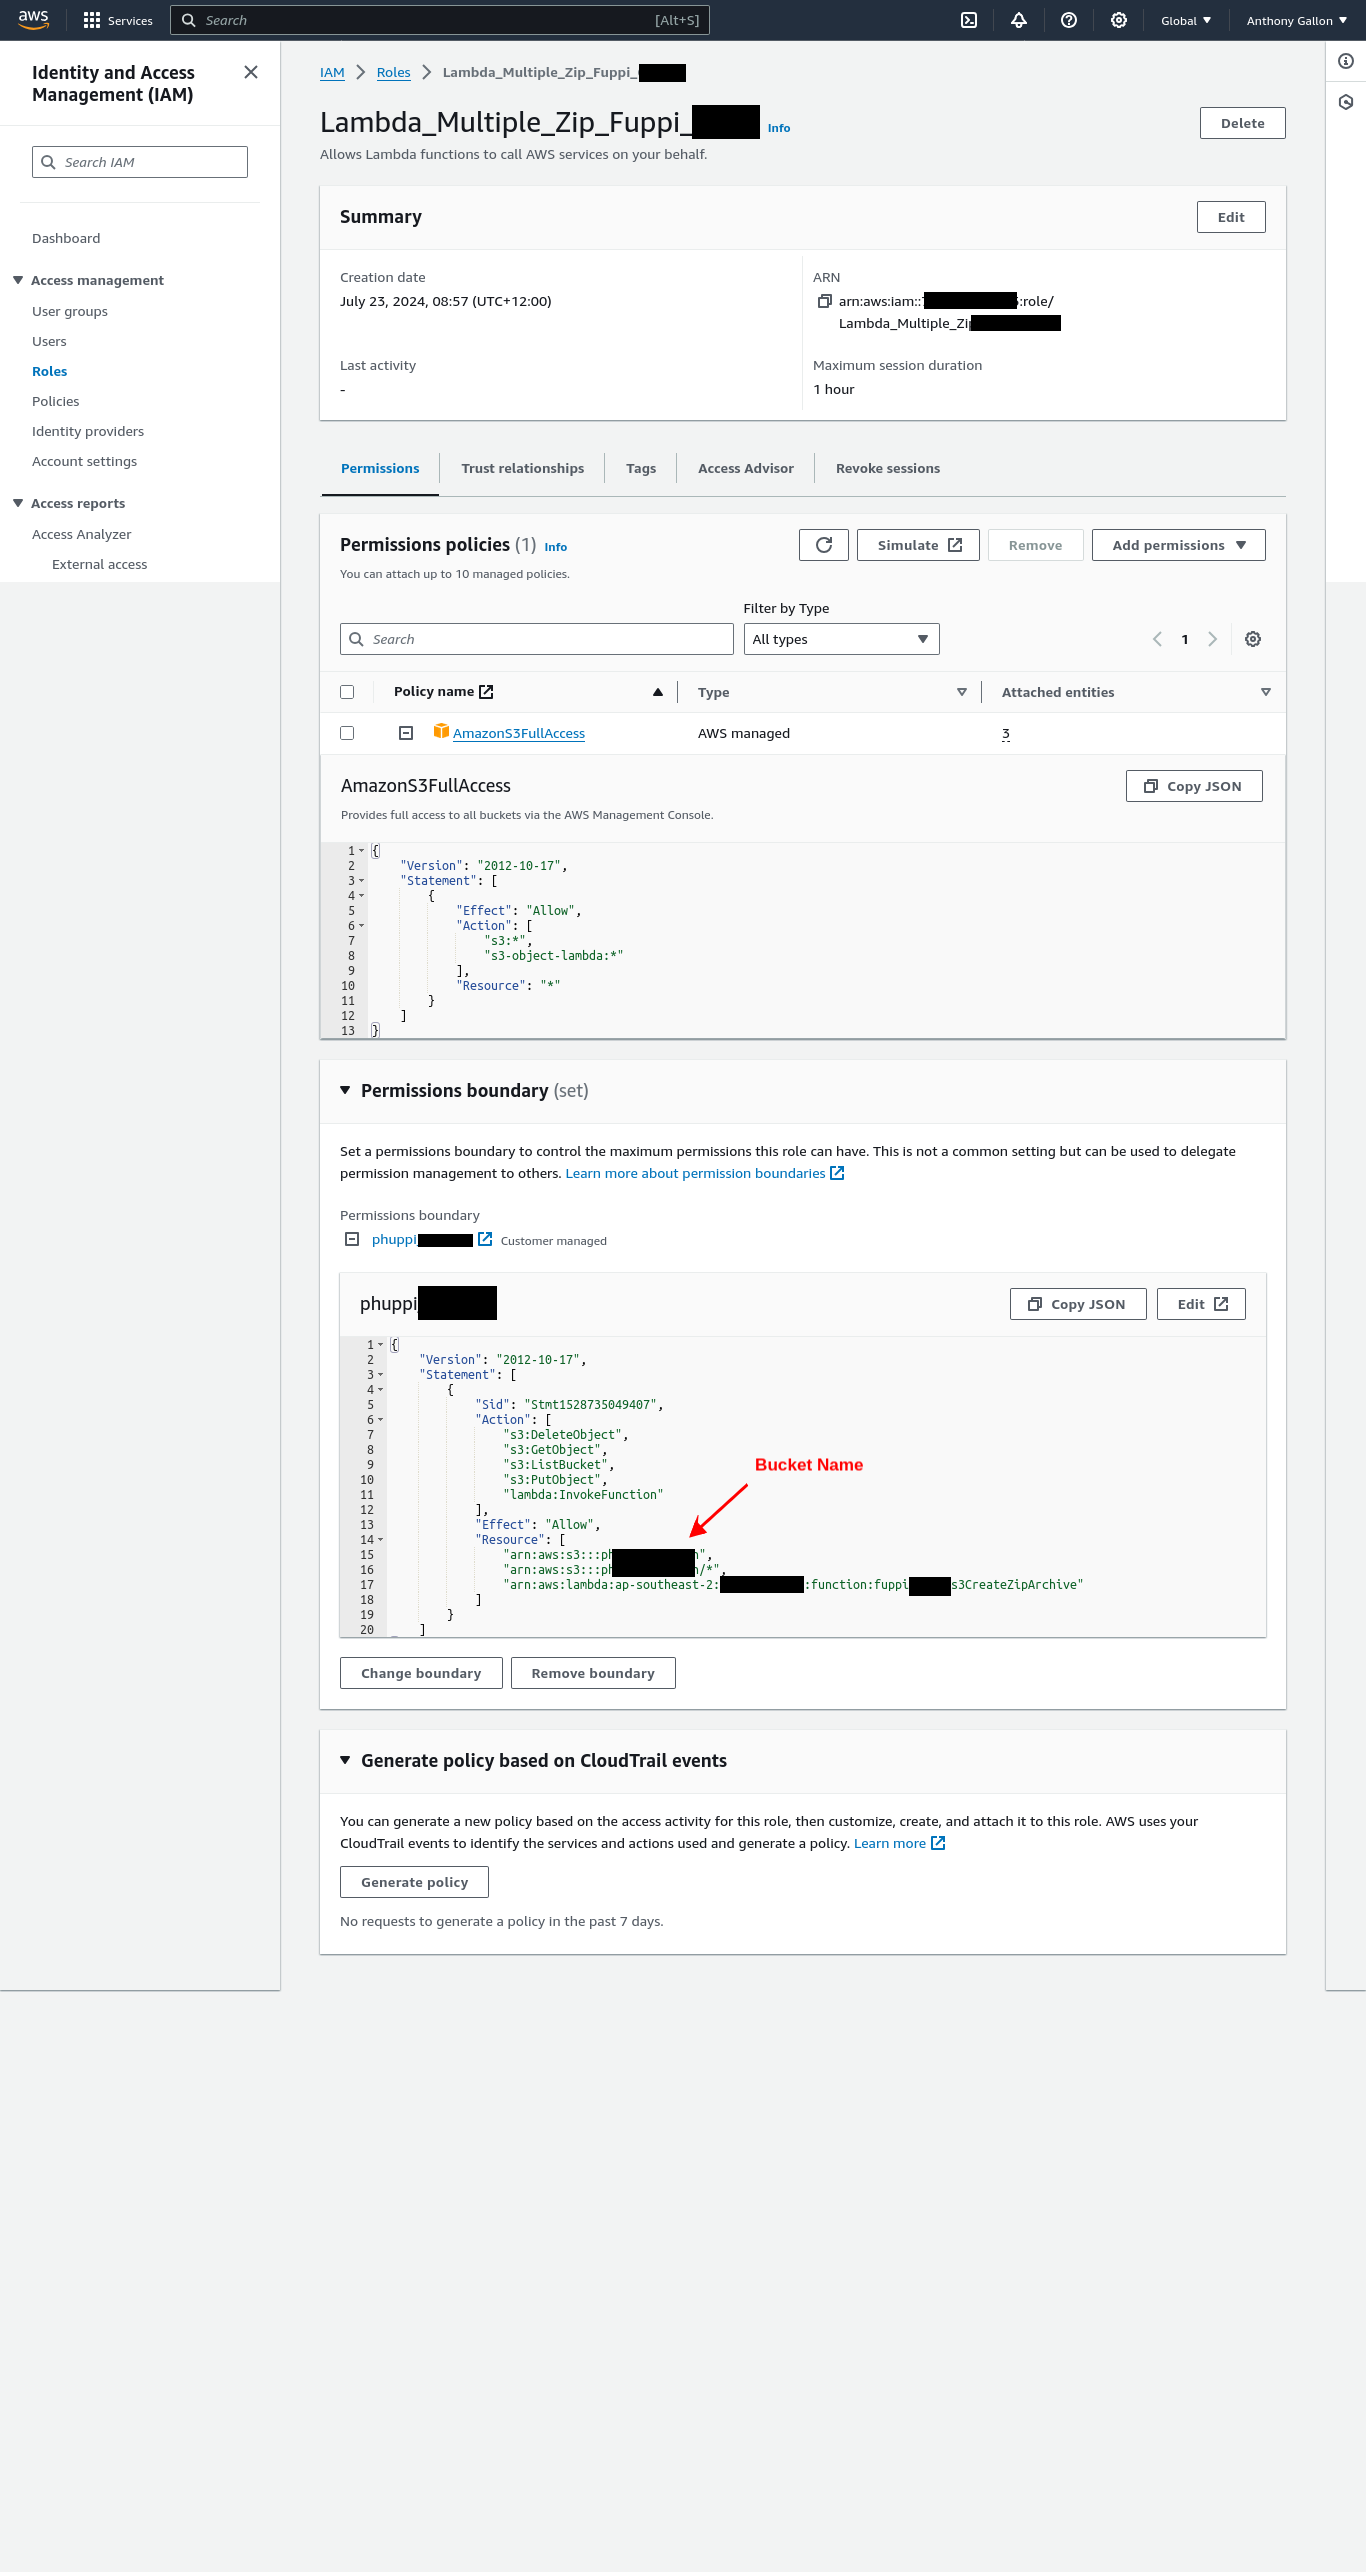 aws
Services
Search [Alt+S]
Global
Anthony Gallon
Identity and Access
Management (IAM)
Search IAM
Dashboard
Access management
User groups
Users
Roles
Policies
Identity providers
Account settings
Access reports
Access Analyzer
External access
IAM > Roles > Lambda_Multiple_Zip_Fuppi_
Lambda_Multiple_Zip_Fuppi_ Info
Delete
Allows Lambda functions to call AWS services on your behalf.
Summary
Edit
Creation date
July 23, 2024, 08:57 (UTC+12:00)
ARN
arn:aws:iam:: :role/
Lambda_Multiple_Zip
Last activity
-
Maximum session duration
1 hour
Permissions
Trust relationships
Tags
Access Advisor
Revoke sessions
Permissions policies (1) Info
Simulate
Remove
Add permissions
You can attach up to 10 managed policies.
Filter by Type
Search
All types
1
Policy name
Type
Attached entities
AmazonS3FullAccess
AWS managed
3
AmazonS3FullAccess
Copy JSON
Provides full access to all buckets via the AWS Management Console.
1 {
2 "Version": "2012-10-17",
3 "Statement": [
4 {
5 "Effect": "Allow",
6 "Action": [
7 "s3:*",
8 "s3-object-lambda:*"
9 ],
10 "Resource": "*"
11 }
12 ]
13 }
Permissions boundary (set)
Set a permissions boundary to control the maximum permissions this role can have. This is not a common setting but can be used to delegate
permission management to others. Learn more about permission boundaries
Permissions boundary
phuppi
Customer managed
phuppi
Copy JSON
Edit
1 {
2 "Version": "2012-10-17",
3 "Statement": [
4 {
5 "Sid": "Stmt1528735049407",
6 "Action": [
7 "s3:DeleteObject",
8 "s3:GetObject",
9 "s3:ListBucket",
10 "s3:PutObject",
11 "lambda:InvokeFunction"
12 ],
13 "Effect": "Allow",
14 "Resource": [
15 "arn:aws:s3:::ph ",
16 "arn:aws:s3:::ph /*",
17 "arn:aws:lambda:ap-southeast-2: :function:fuppi s3CreateZipArchive"
18 ]
19 }
20 ]
Bucket Name
Change boundary
Remove boundary
Generate policy based on CloudTrail events
You can generate a new policy based on the access activity for this role, then customize, create, and attach it to this role. AWS uses your
CloudTrail events to identify the services and actions used and generate a policy. Learn more
Generate policy
No requests to generate a policy in the past 7 days.